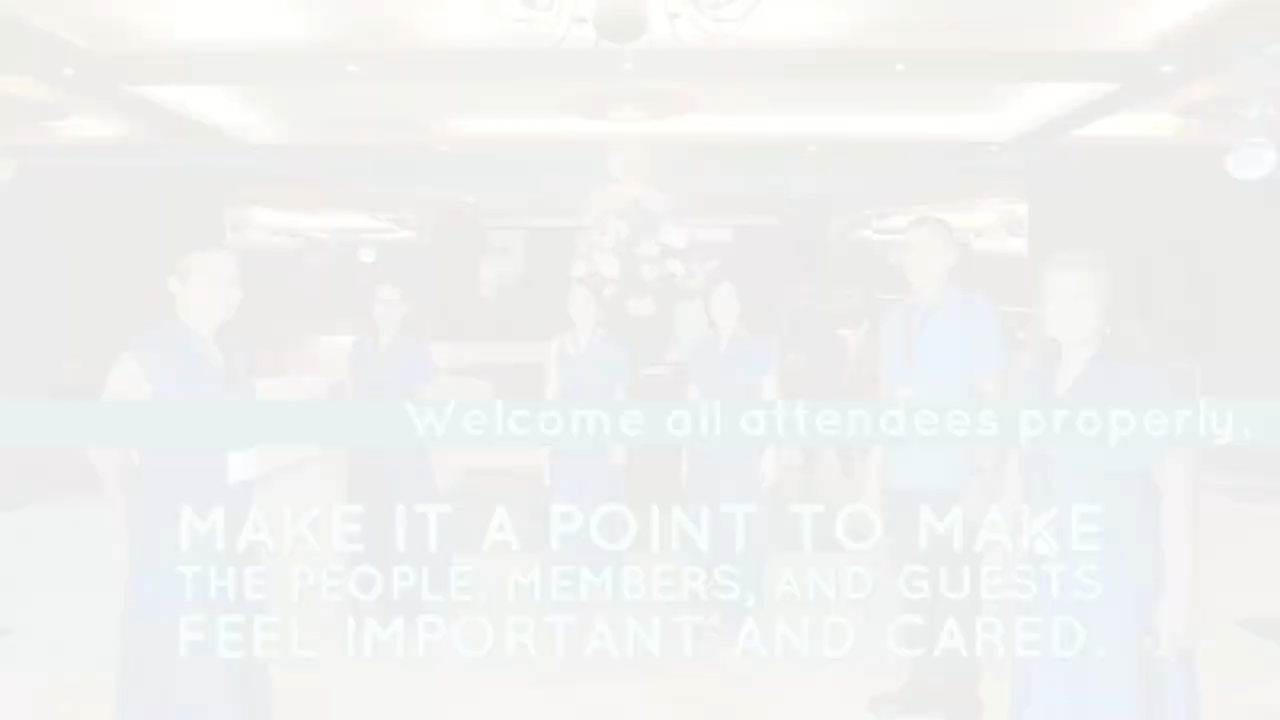 Welcome all attendees properly.
MAKE IT A POINT TO MAKE
THE PEOPLE, MEMBERS, AND GUESTS
FEEL IMPORTANT AND CARED.